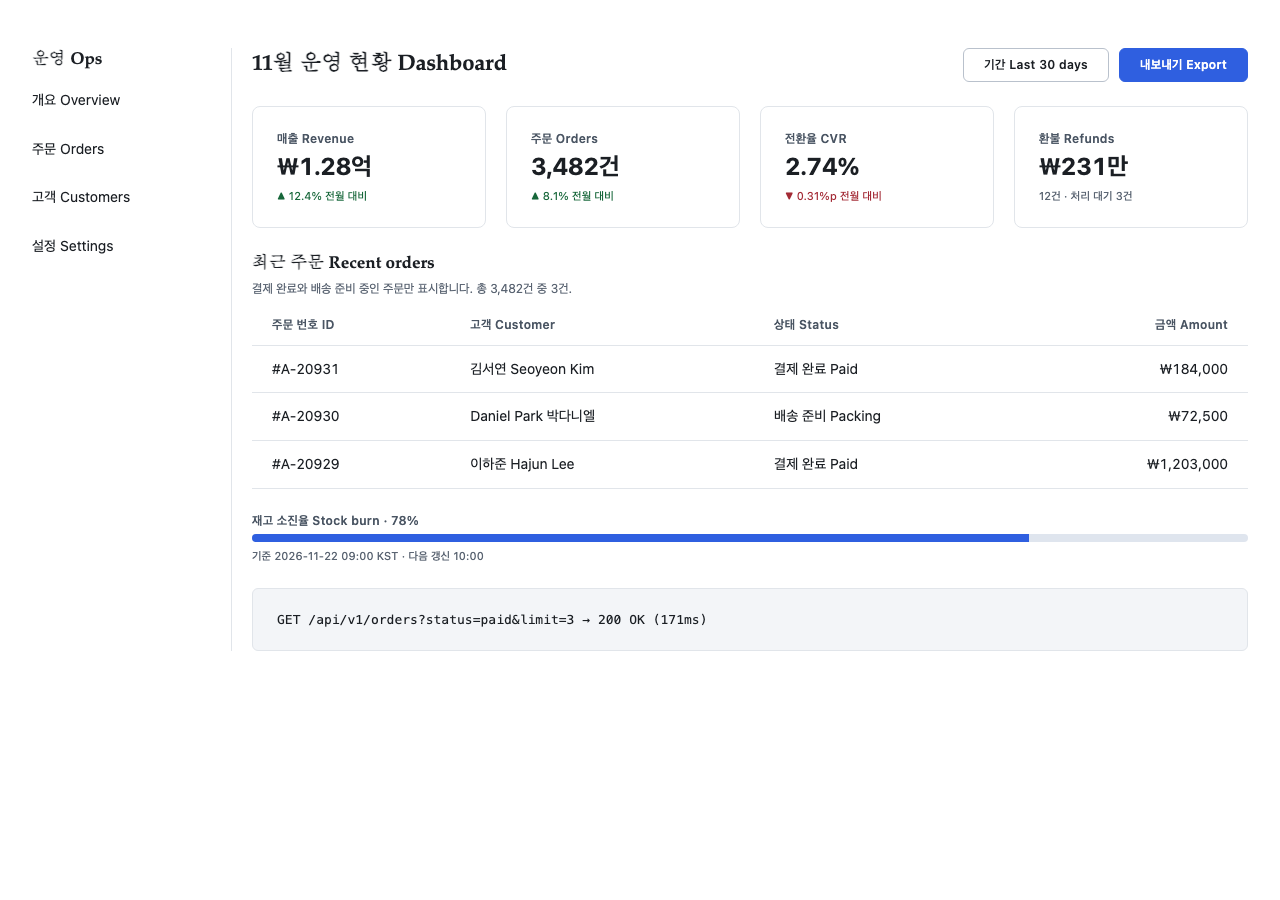 운영 Ops
개요 Overview
주문 Orders
고객 Customers
설정 Settings
11월 운영 현황 Dashboard
기간 Last 30 days
내보내기 Export
매출 Revenue
₩1.28억
▲ 12.4% 전월 대비
주문 Orders
3,482건
▲ 8.1% 전월 대비
전환율 CVR
2.74%
▼ 0.31%p 전월 대비
환불 Refunds
₩231만
12건 · 처리 대기 3건
최근 주문 Recent orders
결제 완료와 배송 준비 중인 주문만 표시합니다. 총 3,482건 중 3건.
주문 번호 ID 고객 Customer 상태 Status 금액 Amount
#A-20931 김서연 Seoyeon Kim 결제 완료 Paid ₩184,000
#A-20930 Daniel Park 박다니엘 배송 준비 Packing ₩72,500
#A-20929 이하준 Hajun Lee 결제 완료 Paid ₩1,203,000
재고 소진율 Stock burn · 78%
기준 2026-11-22 09:00 KST · 다음 갱신 10:00
GET /api/v1/orders?status=paid&limit=3 → 200 OK (171ms)